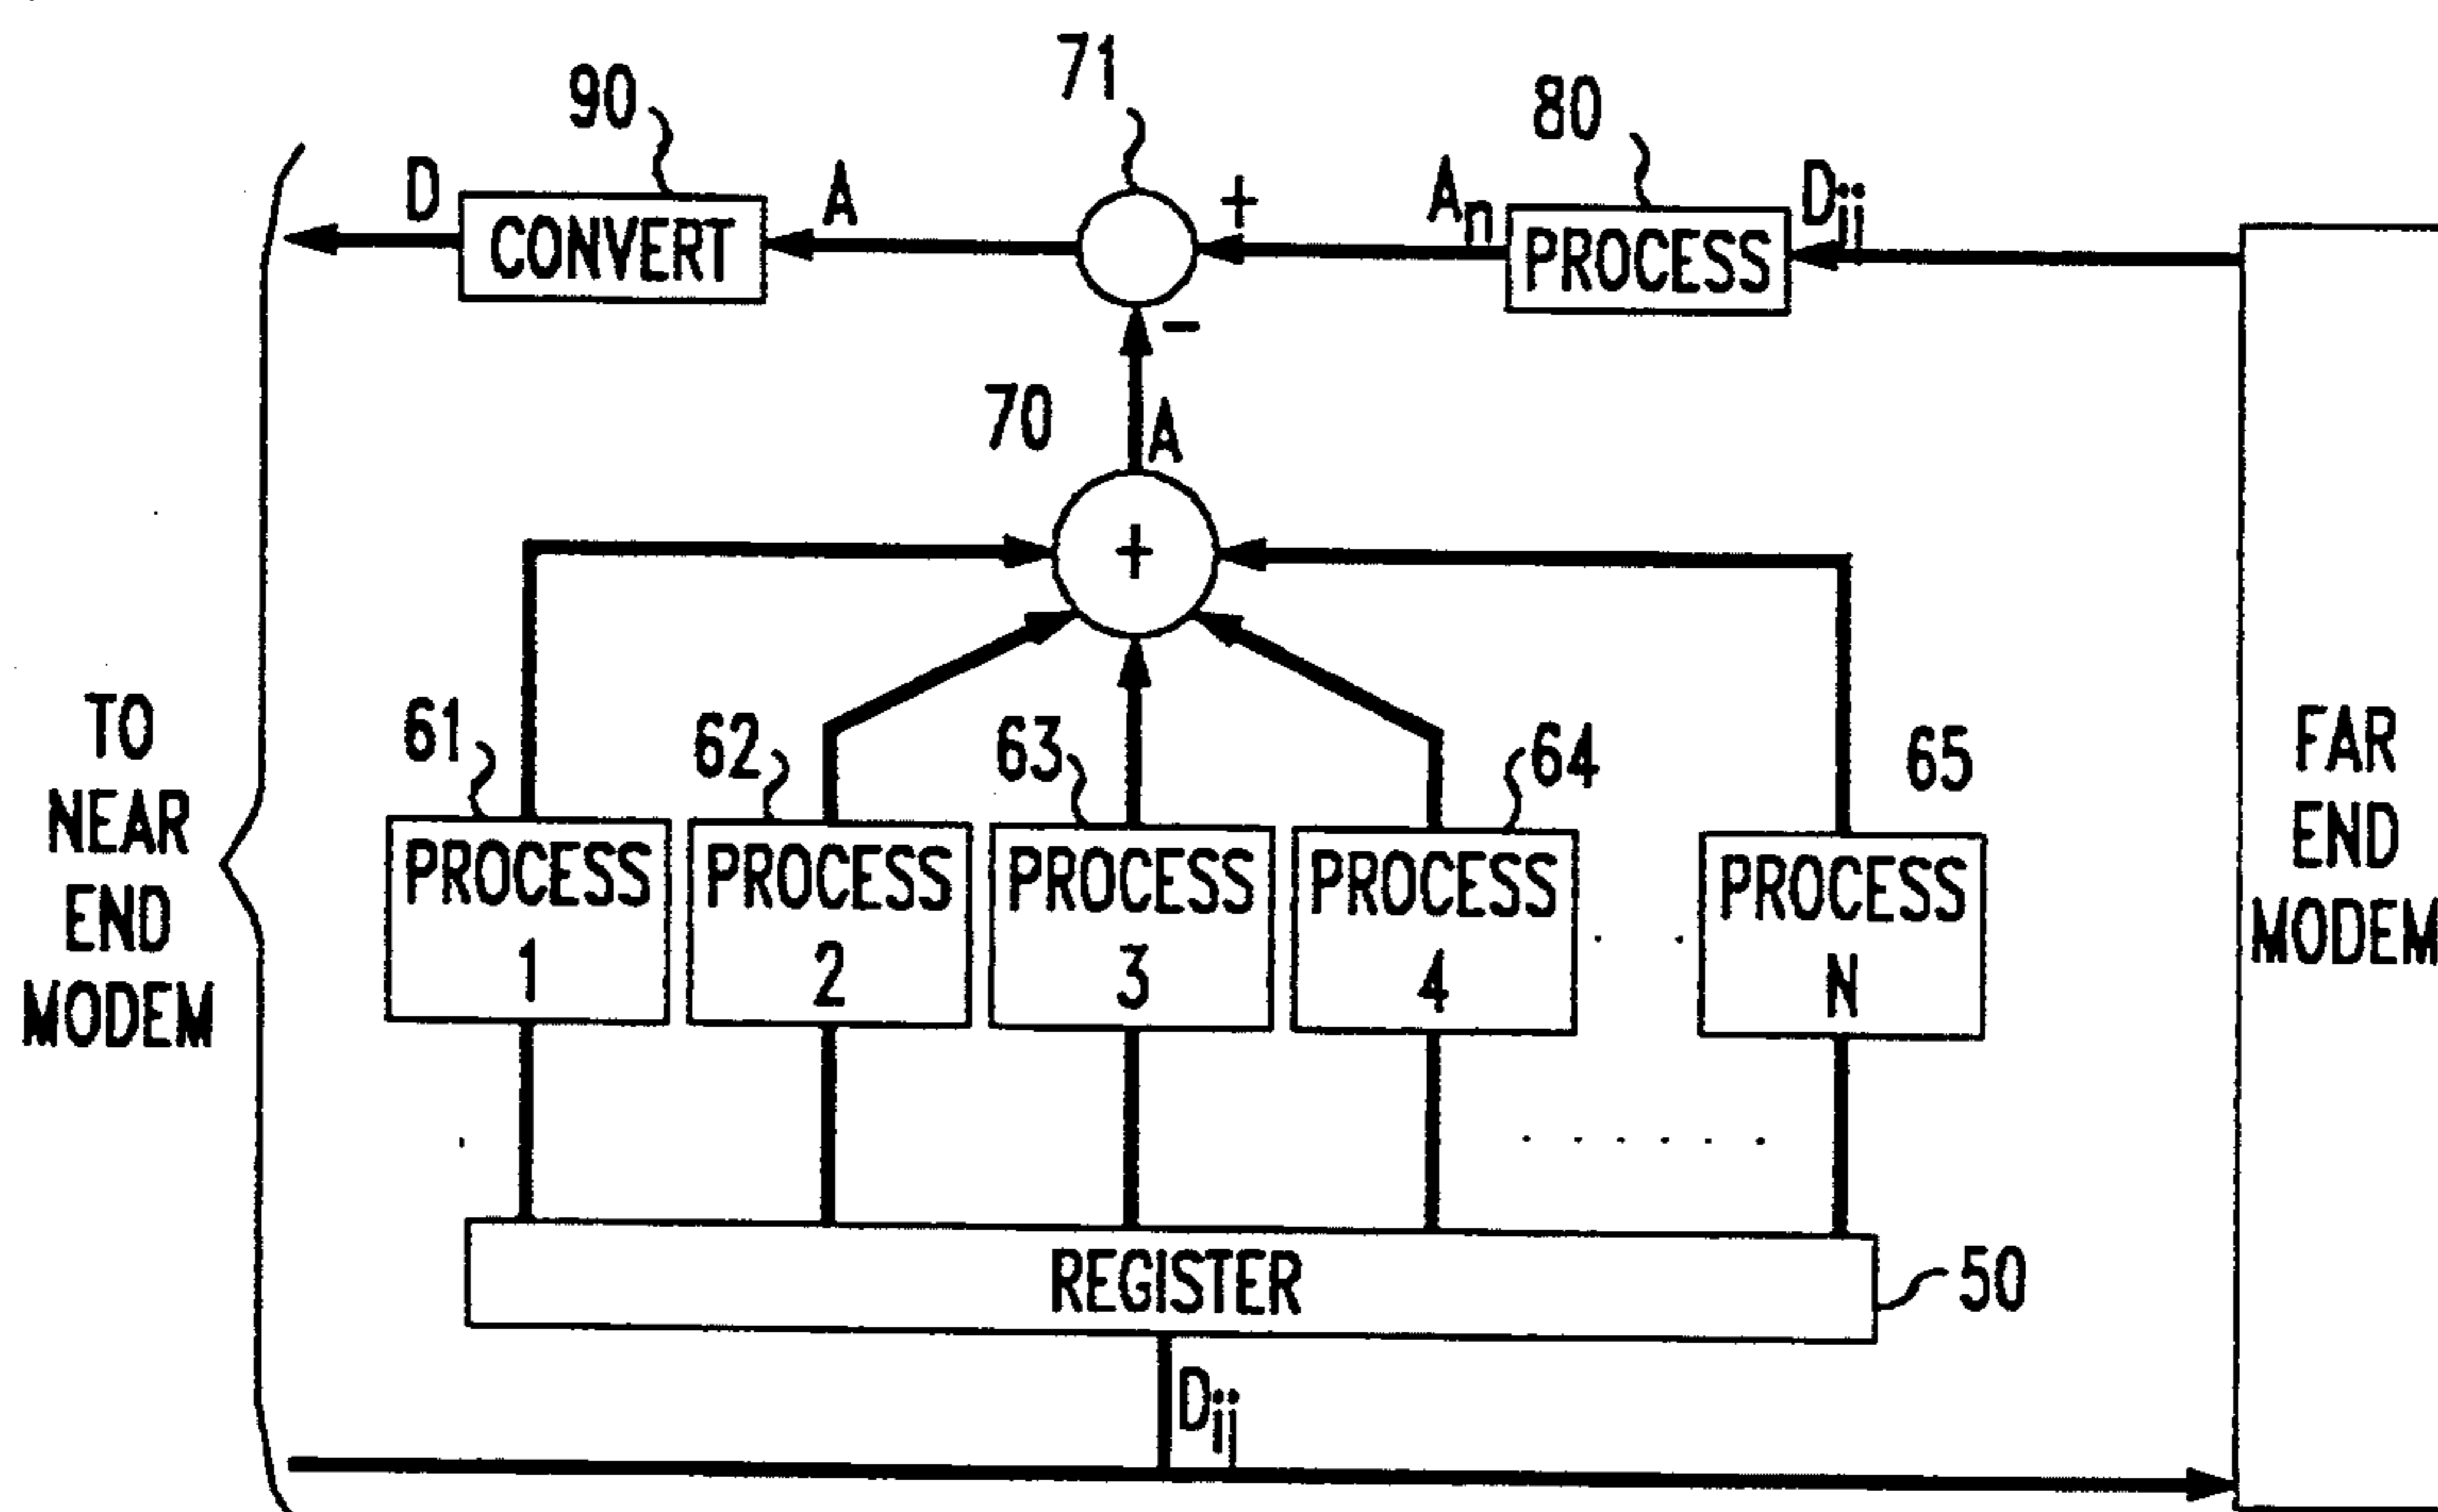 90
71
80
D
CONVERT
A
+
An
PROCESS
Dij
-
70
A
+
61
62
63
64
65
TO
NEAR
END
MODEM
PROCESS
1
PROCESS
2
PROCESS
3
PROCESS
4
PROCESS
N
FAR
END
MODEM
REGISTER
50
Dij